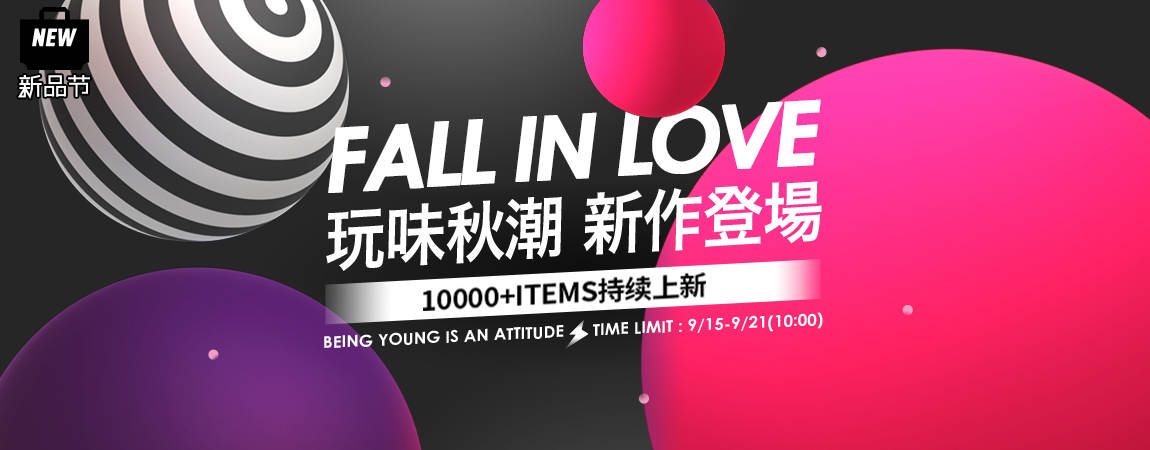 NEW
新品节
FALL IN LOVE
玩味秋潮 新作登場
10000+ITEMS持续上新
BEING YOUNG IS AN ATTITUDE TIME LIMIT : 9/15-9/21(10:00)